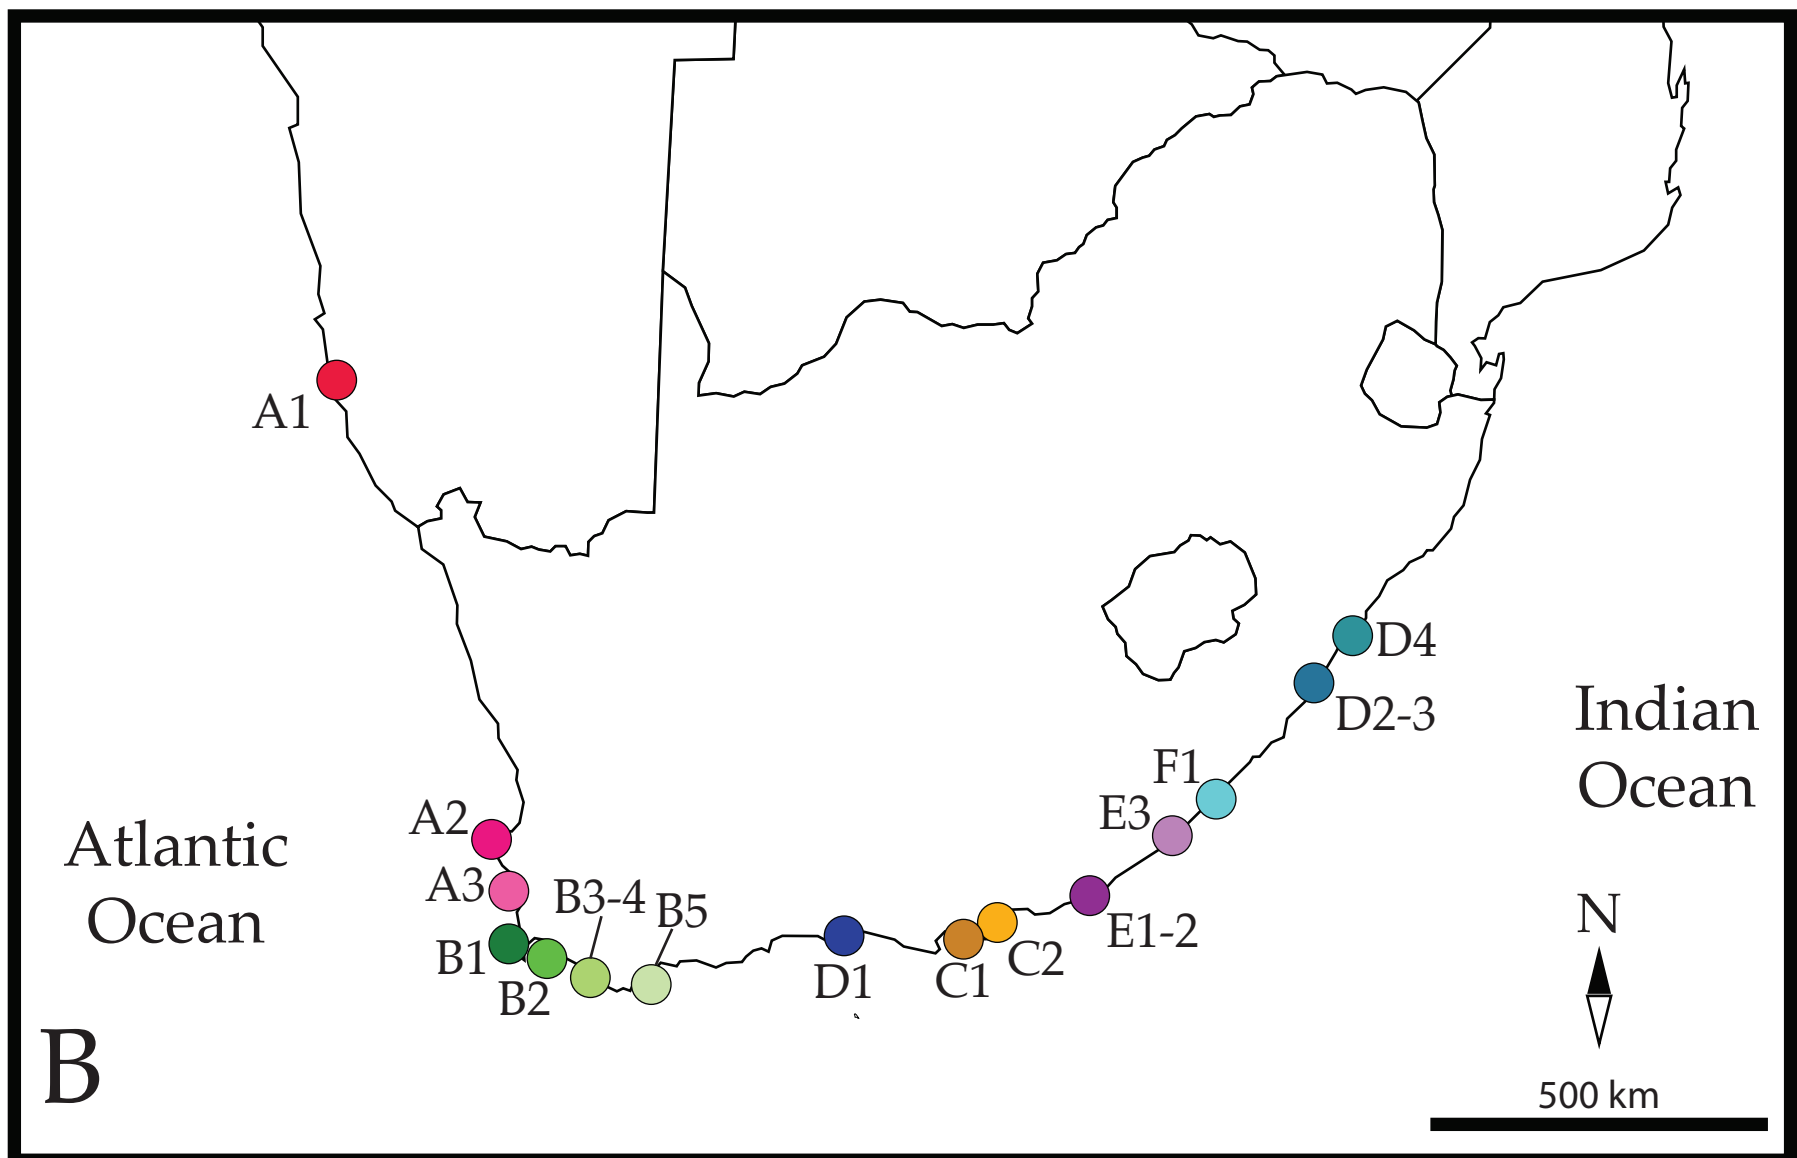 A1
D4
D2-3
Indian
Ocean
F1
E3
A2
Atlantic
Ocean
A3
B3-4
B5
B1
B2
D1
C1
C2
E1-2
N
B
500 km